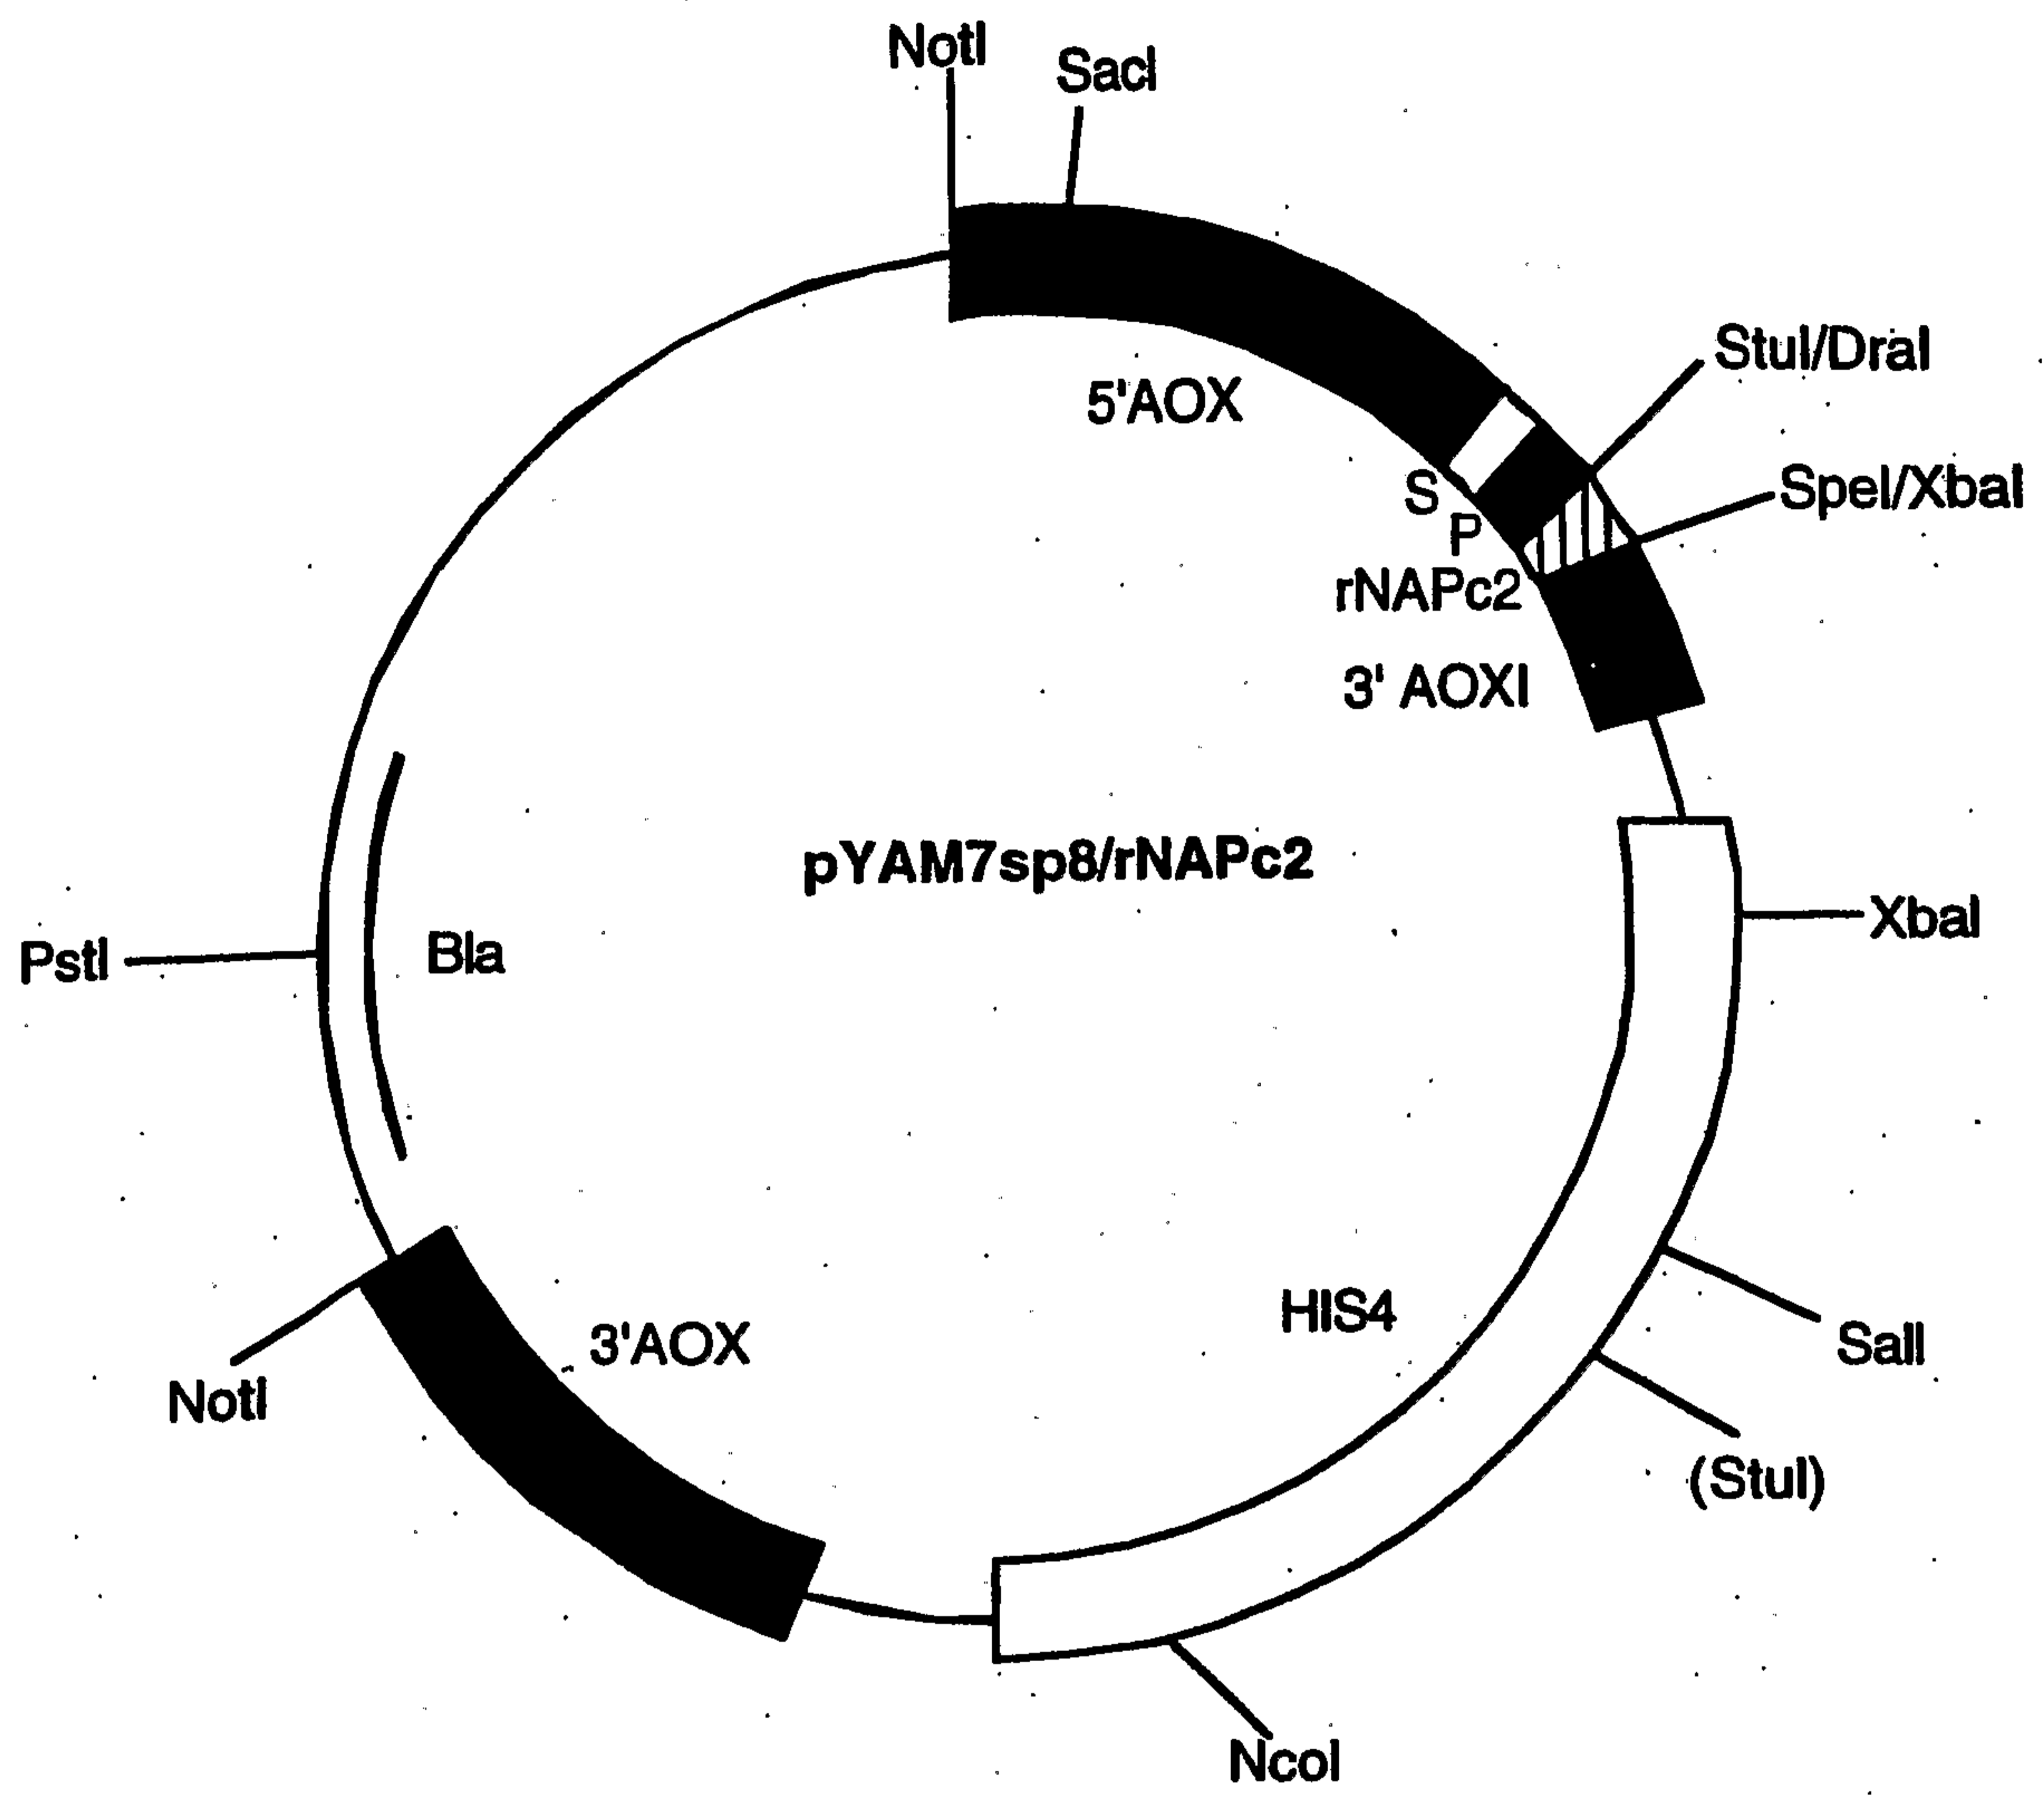 NotI
SacI
StuI/DraI
5'AOX
SpeI/XbaI
S
P
rNAPc2
3' AOXI
pYAM7sp8/rNAPc2
XbaI
PstI
Bla
HIS4
SalI
3'AOX
NotI
(StuI)
NcoI